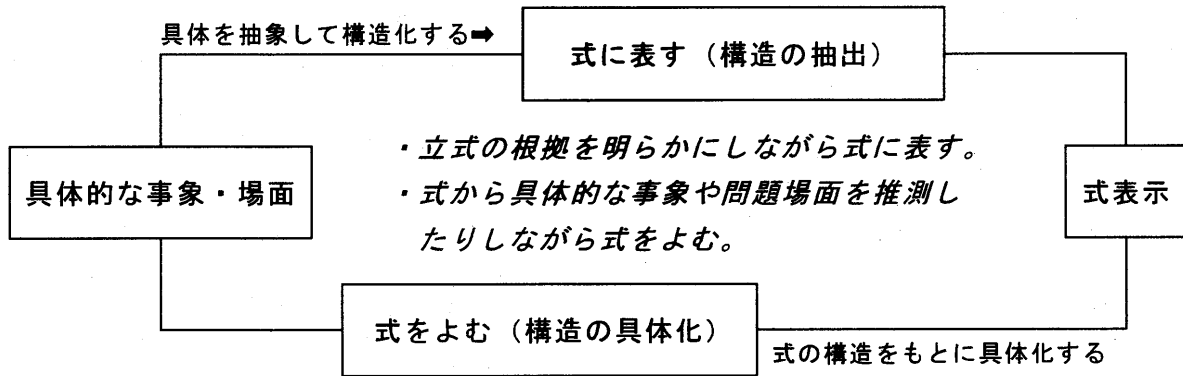 具体を抽象して構造化する➡
式に表す（構造の抽出）
・立式の根拠を明らかにしながら式に表す。
具体的な事象・場面
・式から具体的な事象や問題場面を推測し
たりしながら式をよむ。
式表示
式をよむ（構造の具体化）
式の構造をもとに具体化する